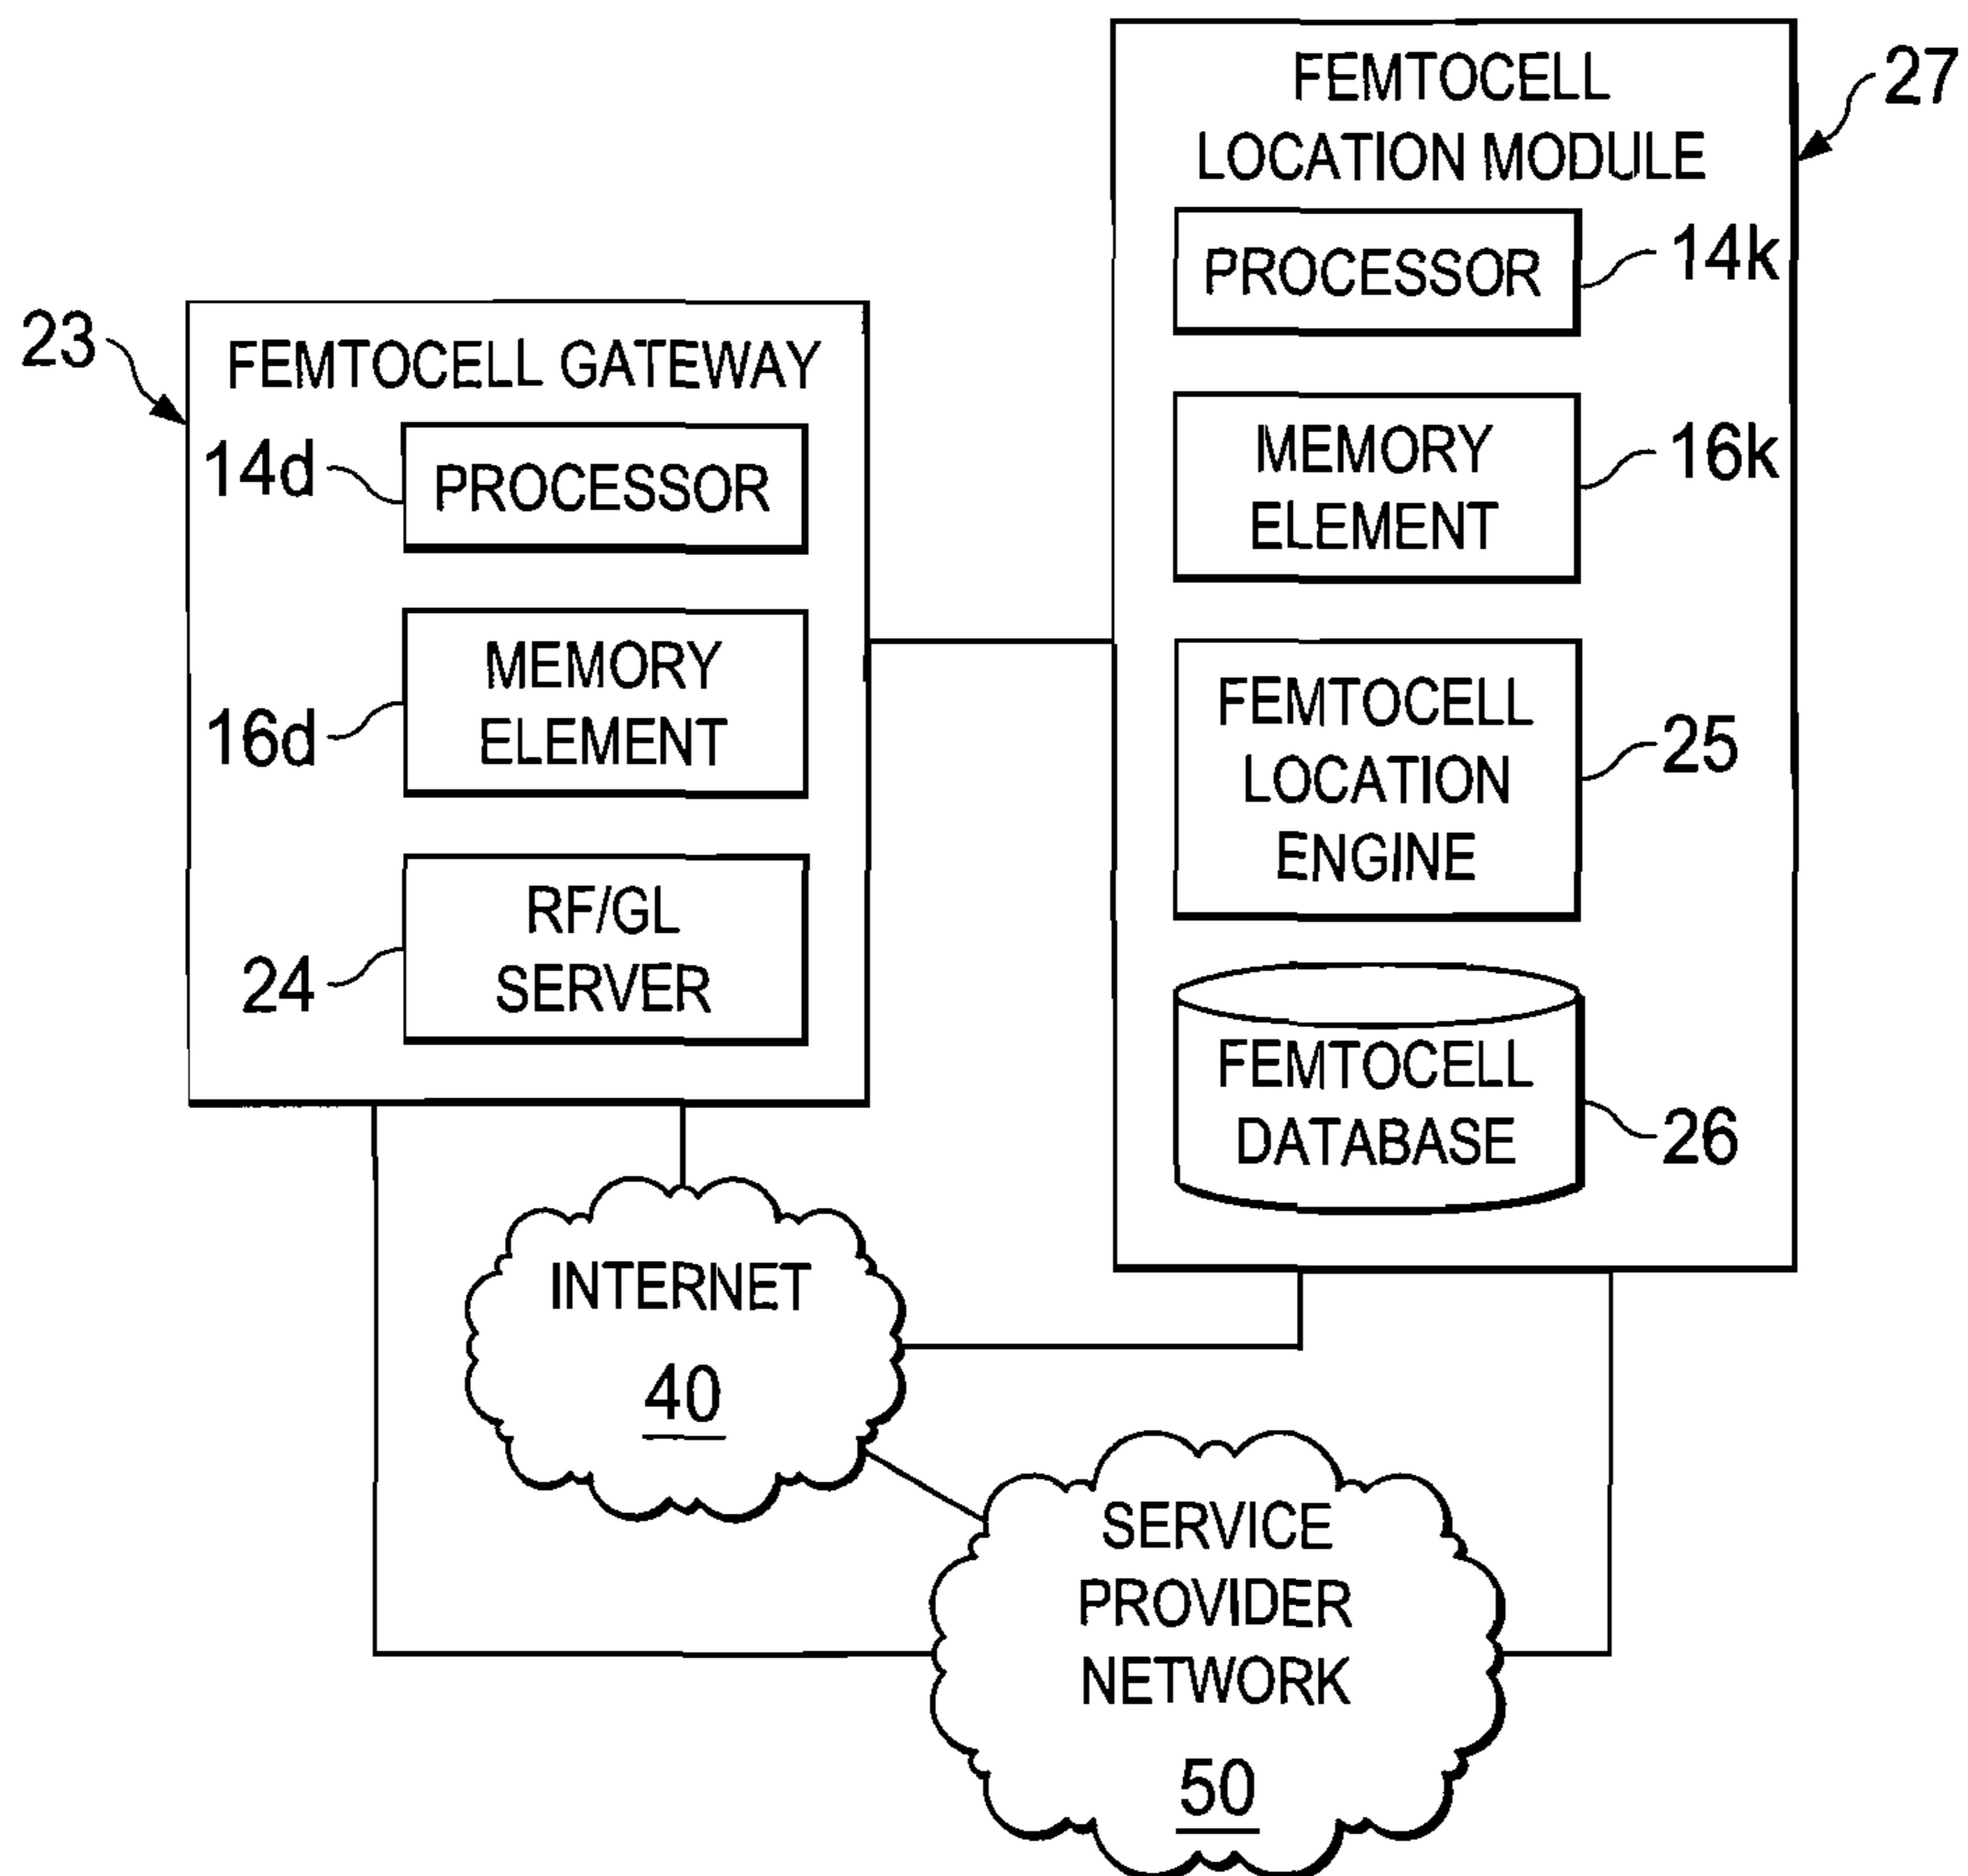 FEMTOCELL
LOCATION MODULE
27
PROCESSOR
14k
MEMORY
ELEMENT
16k
FEMTOCELL
LOCATION
ENGINE
25
FEMTOCELL
DATABASE
26
23
FEMTOCELL GATEWAY
14d
PROCESSOR
MEMORY
ELEMENT
16d
RF/GL
SERVER
24
INTERNET
40
SERVICE
PROVIDER
NETWORK
50